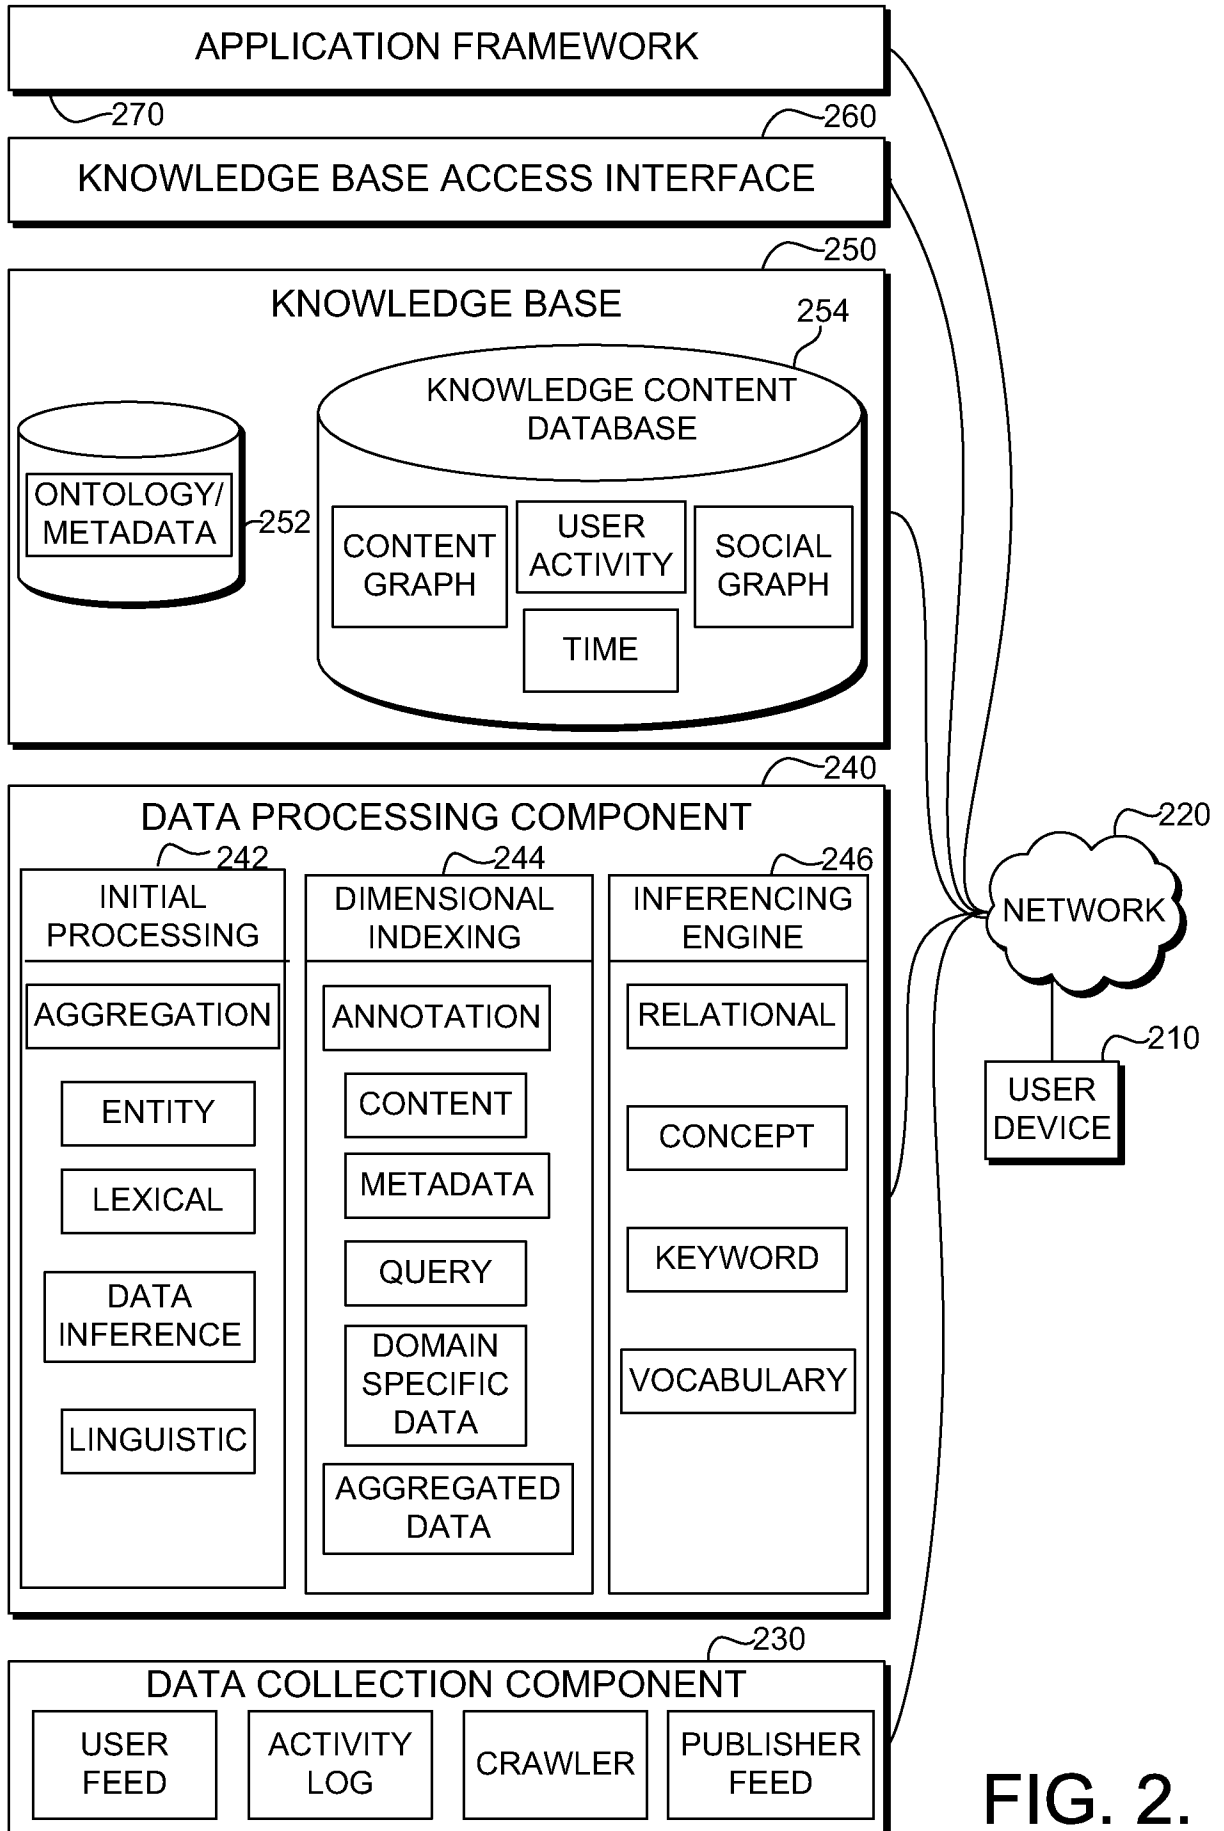 APPLICATION FRAMEWORK
270
260
KNOWLEDGE BASE ACCESS INTERFACE
250
KNOWLEDGE BASE
254
KNOWLEDGE CONTENT
DATABASE
ONTOLOGY/
METADATA
252
CONTENT
GRAPH
USER
ACTIVITY
SOCIAL
GRAPH
TIME
240
DATA PROCESSING COMPONENT
242
INITIAL
PROCESSING
AGGREGATION
ENTITY
LEXICAL
DATA
INFERENCE
LINGUISTIC
244
DIMENSIONAL
INDEXING
ANNOTATION
CONTENT
METADATA
QUERY
DOMAIN
SPECIFIC
DATA
AGGREGATED
DATA
246
INFERENCING
ENGINE
RELATIONAL
CONCEPT
KEYWORD
VOCABULARY
220
NETWORK
210
USER
DEVICE
230
DATA COLLECTION COMPONENT
USER
FEED
ACTIVITY
LOG
CRAWLER
PUBLISHER
FEED
FIG. 2.